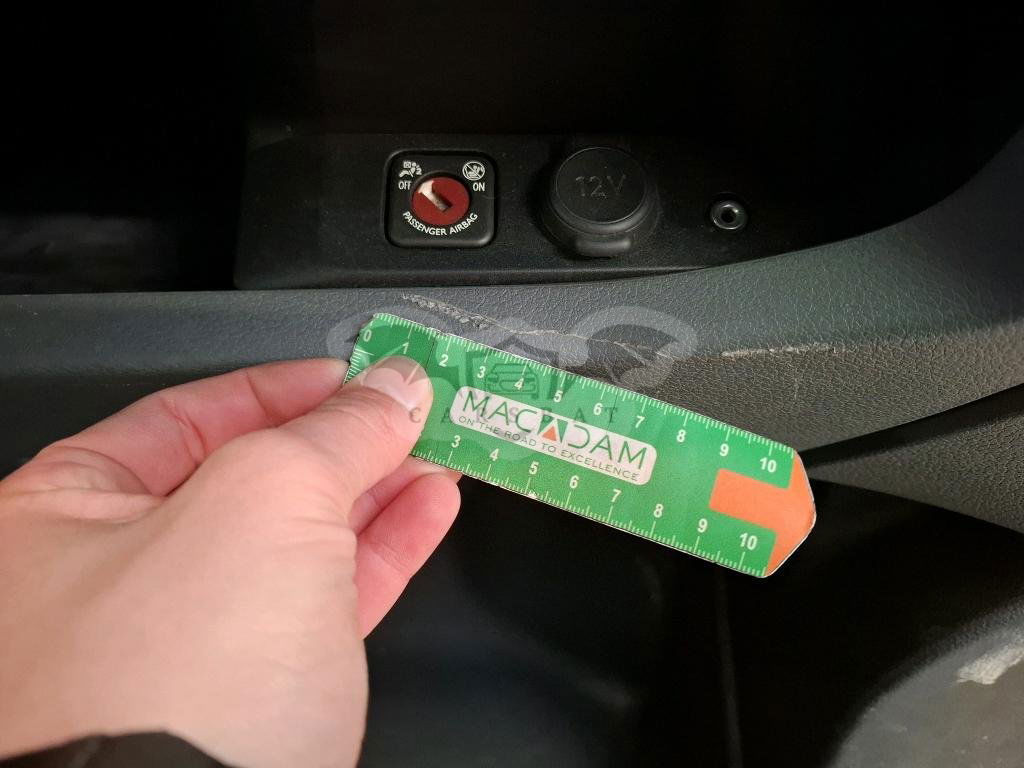 OFF
ON
PASSENGER AIRBAG
12V
0 1 2 3 4 5 6 7 8 9 10
MACADAM
ON THE ROAD TO EXCELLENCE
3 4 5 6 7 8 9 10